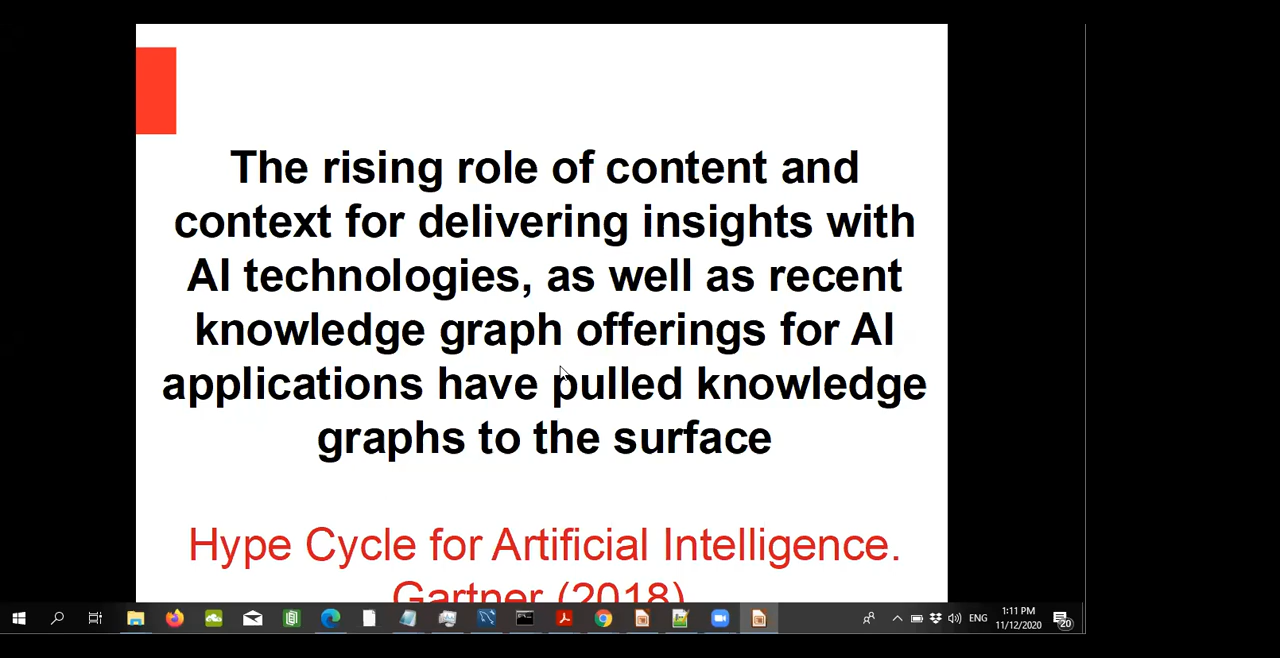 The rising role of content and
context for delivering insights with
AI technologies, as well as recent
knowledge graph offerings for AI
applications have pulled knowledge
graphs to the surface
Hype Cycle for Artificial Intelligence.
Gartner (2018)
ENG
1:11 PM
11/12/2020
20